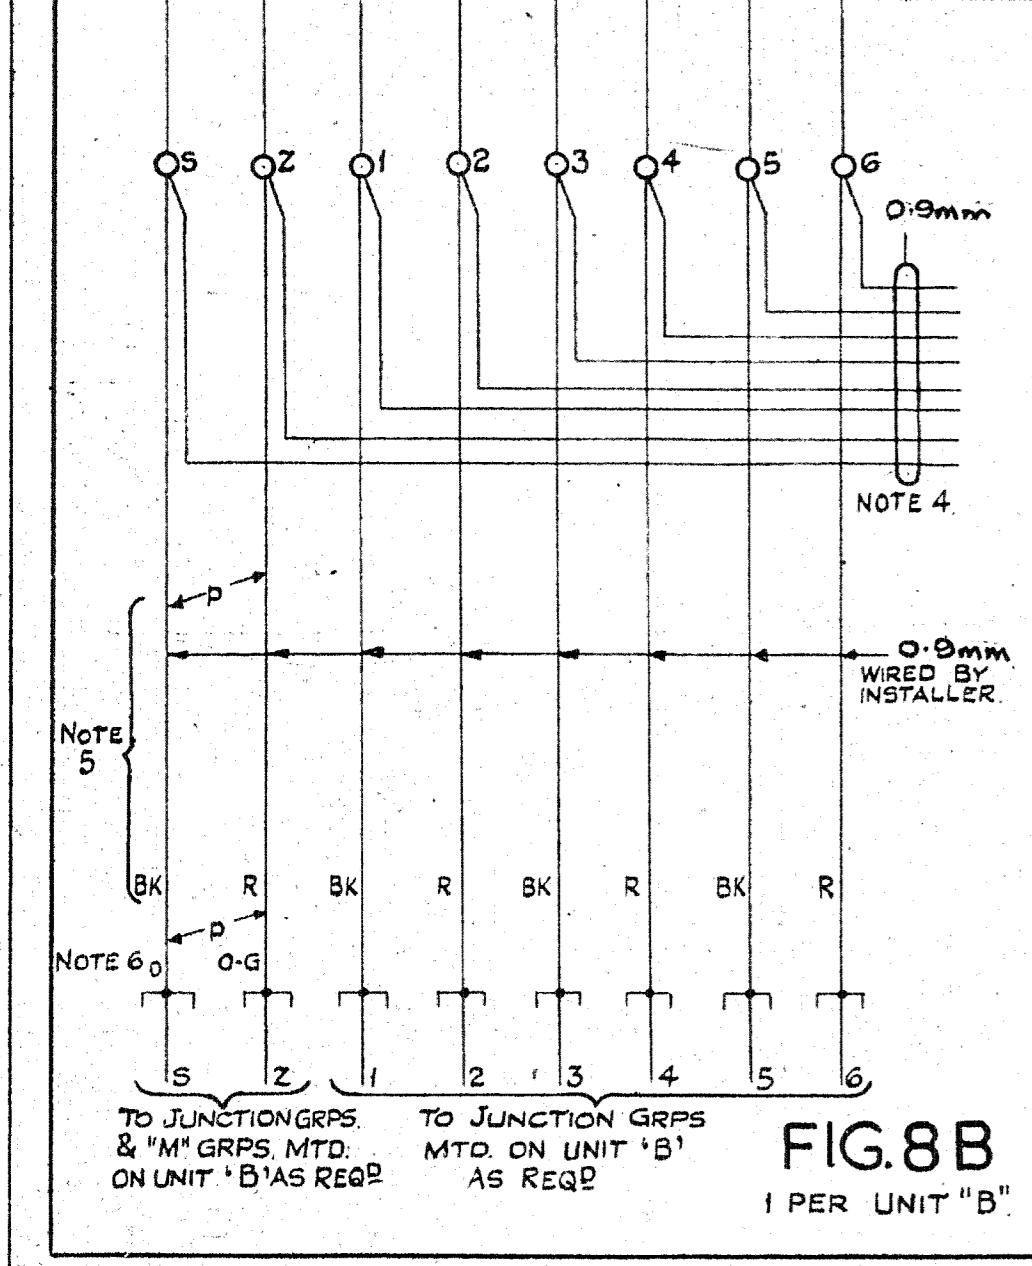 S Z 1 2 3 4 5 6
0.9mm
NOTE 4.
P
0.9mm
WIRED BY
INSTALLER.
NOTE
5
BK R BK R BK R BK R
P
NOTE 6 O O-G
S Z 1 2 3 4 5 6
TO JUNCTION GRPS.
& "M" GRPS, MTD.
ON UNIT 'B' AS REQD
TO JUNCTION GRPS
MTD. ON UNIT 'B'
AS REQD
FIG. 8B
1 PER UNIT "B".